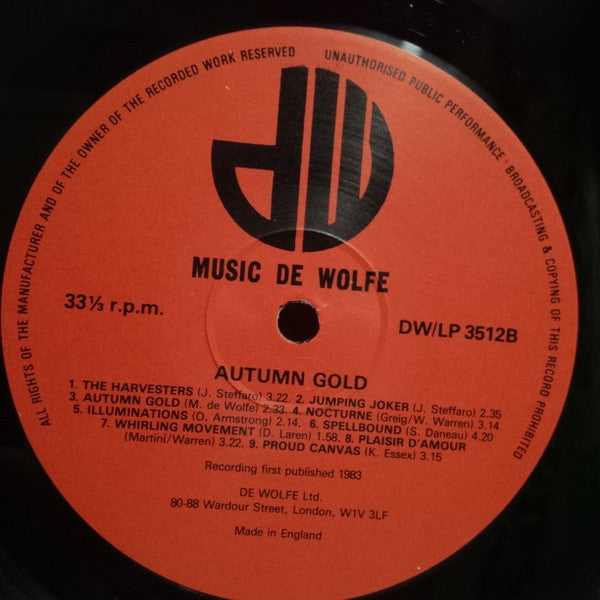 ALL RIGHTS OF THE MANUFACTURER AND OF THE OWNER OF THE RECORDED WORK RESERVED
UNAUTHORISED PUBLIC PERFORMANCE · BROADCASTING & COPYING OF THIS RECORD PROHIBITED
dW
MUSIC DE WOLFE
33⅓ r.p.m.
DW/LP 3512B
AUTUMN GOLD
1. THE HARVESTERS (J. Steffaro) 3.22. 2. JUMPING JOKER (J. Steffaro) 2.35
3. AUTUMN GOLD (M. de Wolfe) 2.33. 4. NOCTURNE (Greig/W. Warren) 3.14
5. ILLUMINATIONS (O. Armstrong) 2.14. 6. SPELLBOUND (S. Daneau) 4.20
7. WHIRLING MOVEMENT (D. Laren) 1.58. 8. PLAISIR D'AMOUR
(Martini/Warren) 3.22. 9. PROUD CANVAS (K. Essex) 3.15
Recording first published 1983
DE WOLFE Ltd.
80-88 Wardour Street, London, W1V 3LF
Made in England